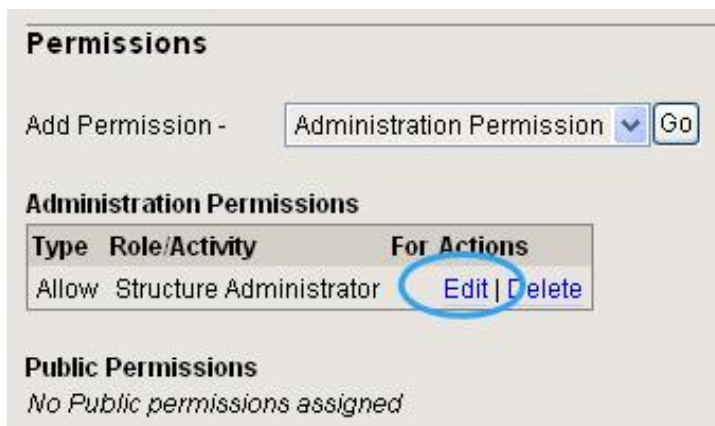 Permissions
Add Permission - Administration Permission Go
Administration Permissions
Type Role/Activity For Actions
Allow Structure Administrator Edit | Delete
Public Permissions
No Public permissions assigned